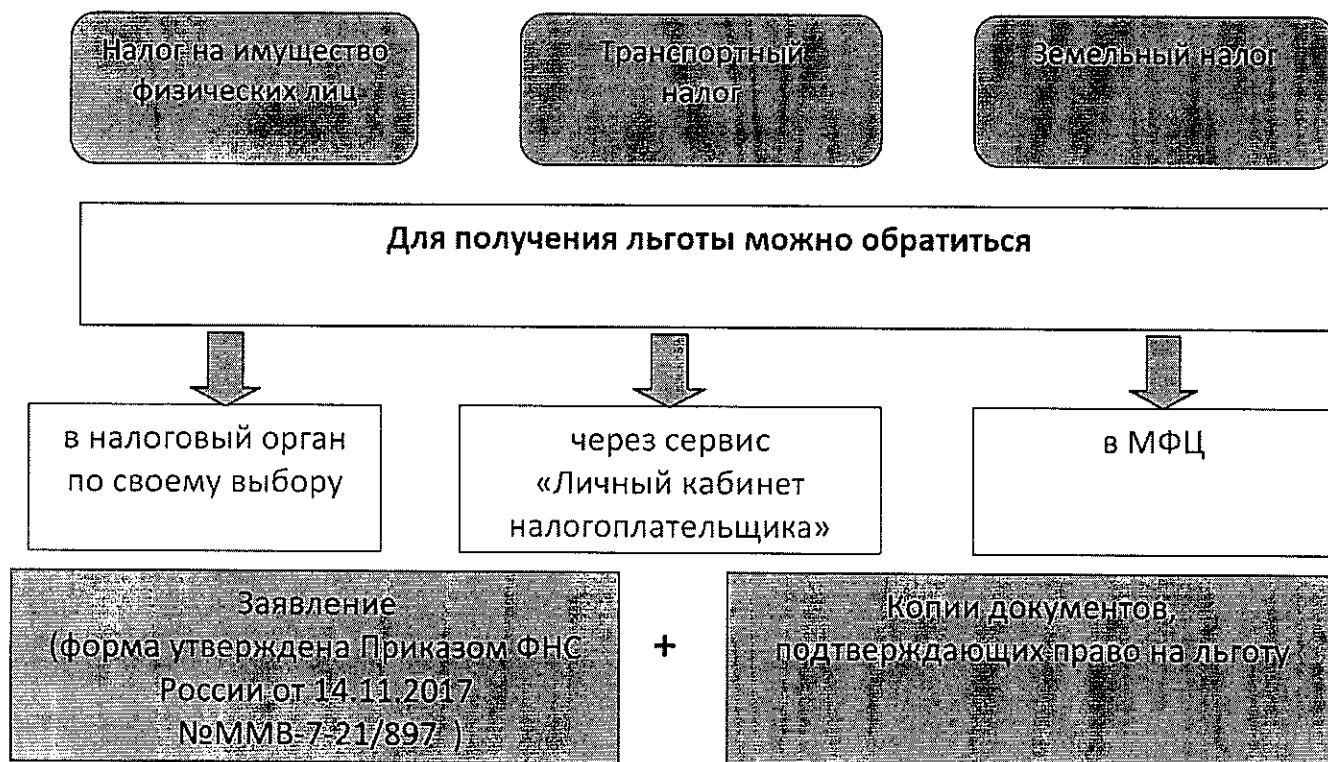 Налог на имущество
физических лиц
Транспортный
налог
Земельный налог
Для получения льготы можно обратиться
в налоговый орган
по своему выбору
через сервис
«Личный кабинет
налогоплательщика»
в МФЦ
Заявление
(форма утверждена Приказом ФНС
России от 14.11.2017
№ММВ-7-21/897 )
+
Копии документов,
подтверждающих право на льготу